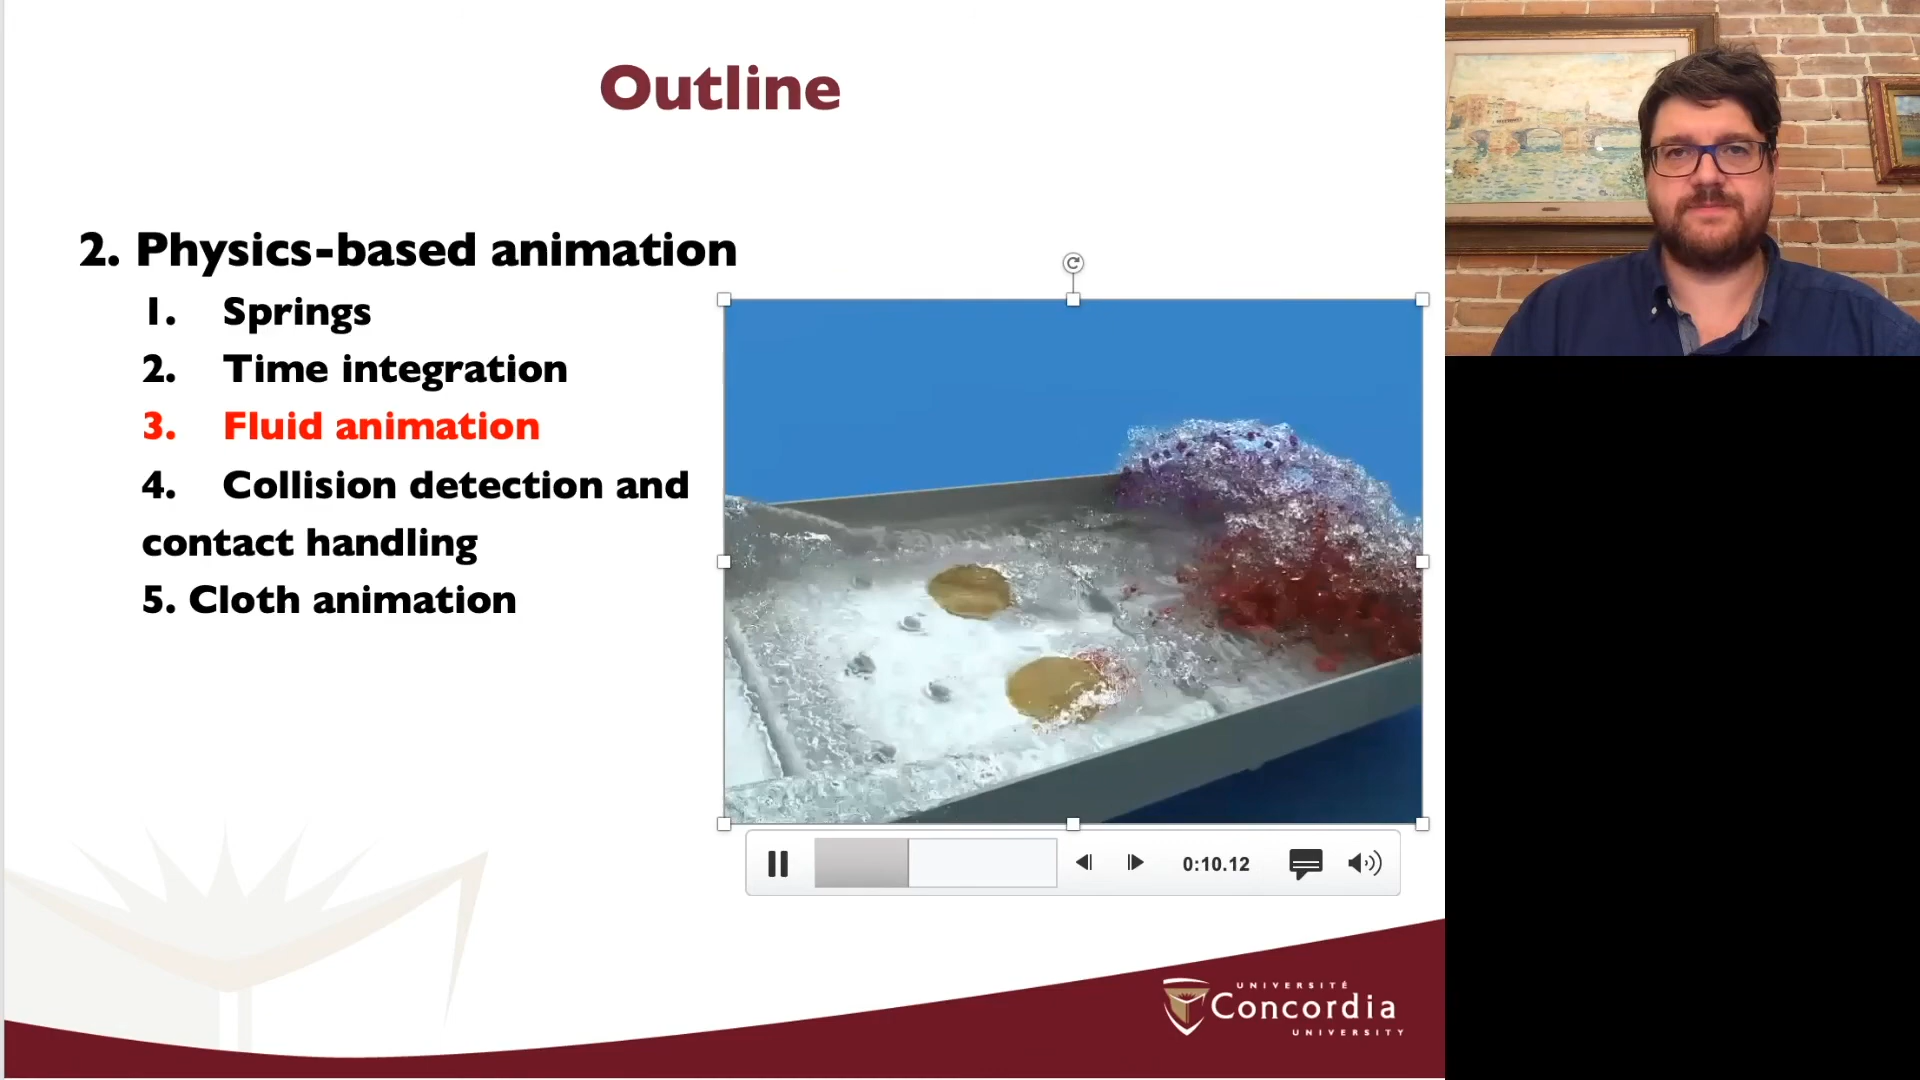 Outline
2. Physics-based animation
1. Springs
2. Time integration
3. Fluid animation
4. Collision detection and
contact handling
5. Cloth animation
0:10.12
UNIVERSITÉ
Concordia
UNIVERSITY